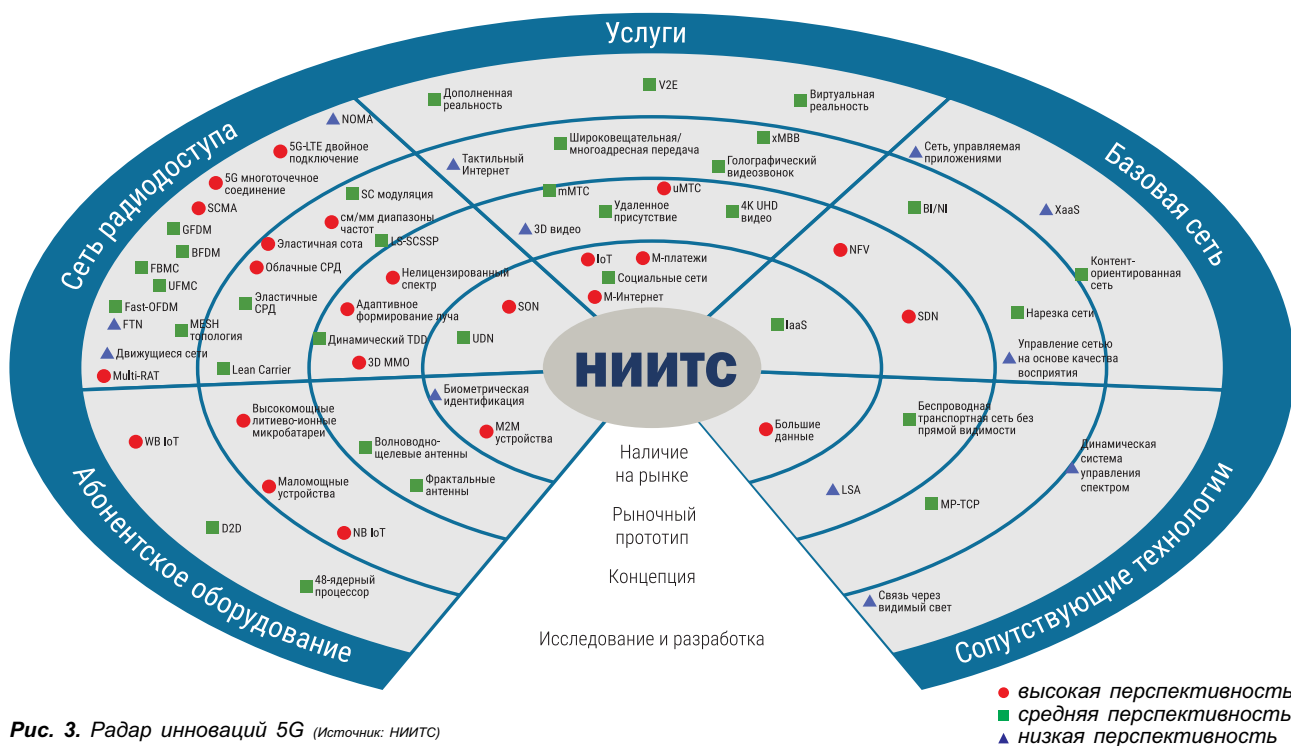 Услуги
Сеть радиодоступа
Базовая сеть
Абонентское оборудование
Сопутствующие технологии
Дополненная
реальность
V2E
Виртуальная
реальность
Широковещательная/
многоадресная передача
xMBB
Тактильный
Интернет
Голографический
видеозвонок
mMTC
uMTC
Удаленное
присутствие
4K UHD
видео
3D видео
IoT
М-платежи
Социальные сети
М-Интернет
NOMA
5G-LTE двойное
подключение
5G многоточечное
соединение
SCMA
GFDM
BFDM
FBMC
UFMC
Fast-OFDM
FTN
MESH
топология
Движущиеся сети
Multi-RAT
SC модуляция
см/мм диапазоны
частот
LS-SCSSP
Эластичная сота
Облачные СРД
Нелицензированный
спектр
Эластичные
СРД
Адаптивное
формирование луча
Динамический TDD
Lean Carrier
3D MMO
SON
UDN
Сеть, управляемая
приложениями
BI/NI
XaaS
NFV
Контент-
ориентированная
сеть
Нарезка сети
SDN
IaaS
Управление сетью
на основе качества
восприятия
НИИТС
Биометрическая
идентификация
M2M
устройства
Высокомощные
литиево-ионные
микробатареи
WB IoT
Волноводно-
щелевые антенны
Фрактальные
антенны
Маломощные
устройства
D2D
NB IoT
48-ядерный
процессор
Большие
данные
Беспроводная
транспортная сеть без
прямой видимости
Динамическая
система
управления
спектром
LSA
MP-TCP
Связь через
видимый свет
Наличие
на рынке
Рыночный
прототип
Концепция
Исследование и разработка
высокая перспективность
средняя перспективность
низкая перспективность
Рис. 3. Радар инноваций 5G (Источник: НИИТС)